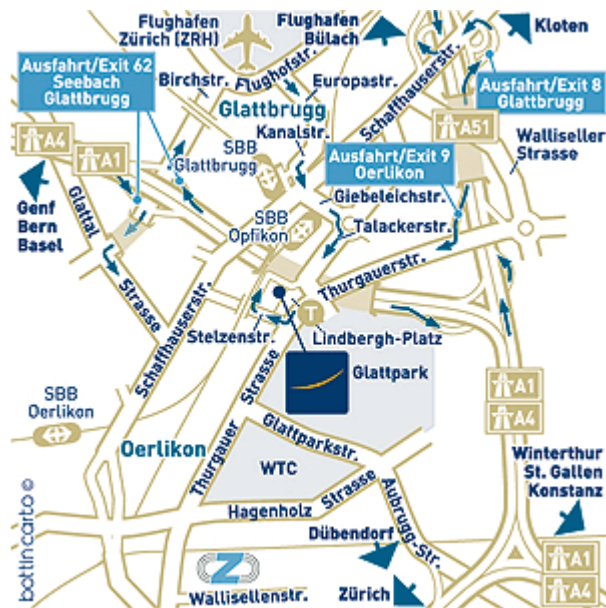 Flughafen
Zürich (ZRH)
Flughafen
Bülach
Kloten
Ausfahrt/Exit 62
Seebach
Glattbrugg
Birchstr.
Flughofstr.
Europastr.
Schaffhauserstr.
Ausfahrt/Exit 8
Glattbrugg
Glattbrugg
Kanalstr.
A4
A1
A51
Walliseller
Strasse
SBB
Glattbrugg
Ausfahrt/Exit 9
Oerlikon
Genf
Bern
Basel
Glattal
Strasse
Giebeleichstr.
SBB
Opfikon
Talackerstr.
Thurgauerstr.
Schaffhauserstr.
Stelzenstr.
T
Lindbergh-Platz
Glattpark
SBB
Oerlikon
Oerlikon
Thurgauer
Strasse
Glattparkstr.
WTC
A1
A4
Winterthur
St. Gallen
Konstanz
Hagenholz
Strasse
Aubrugg-Str.
Dübendorf
A1
A4
Z
Wallisellenstr.
Zürich
bottincarto ©